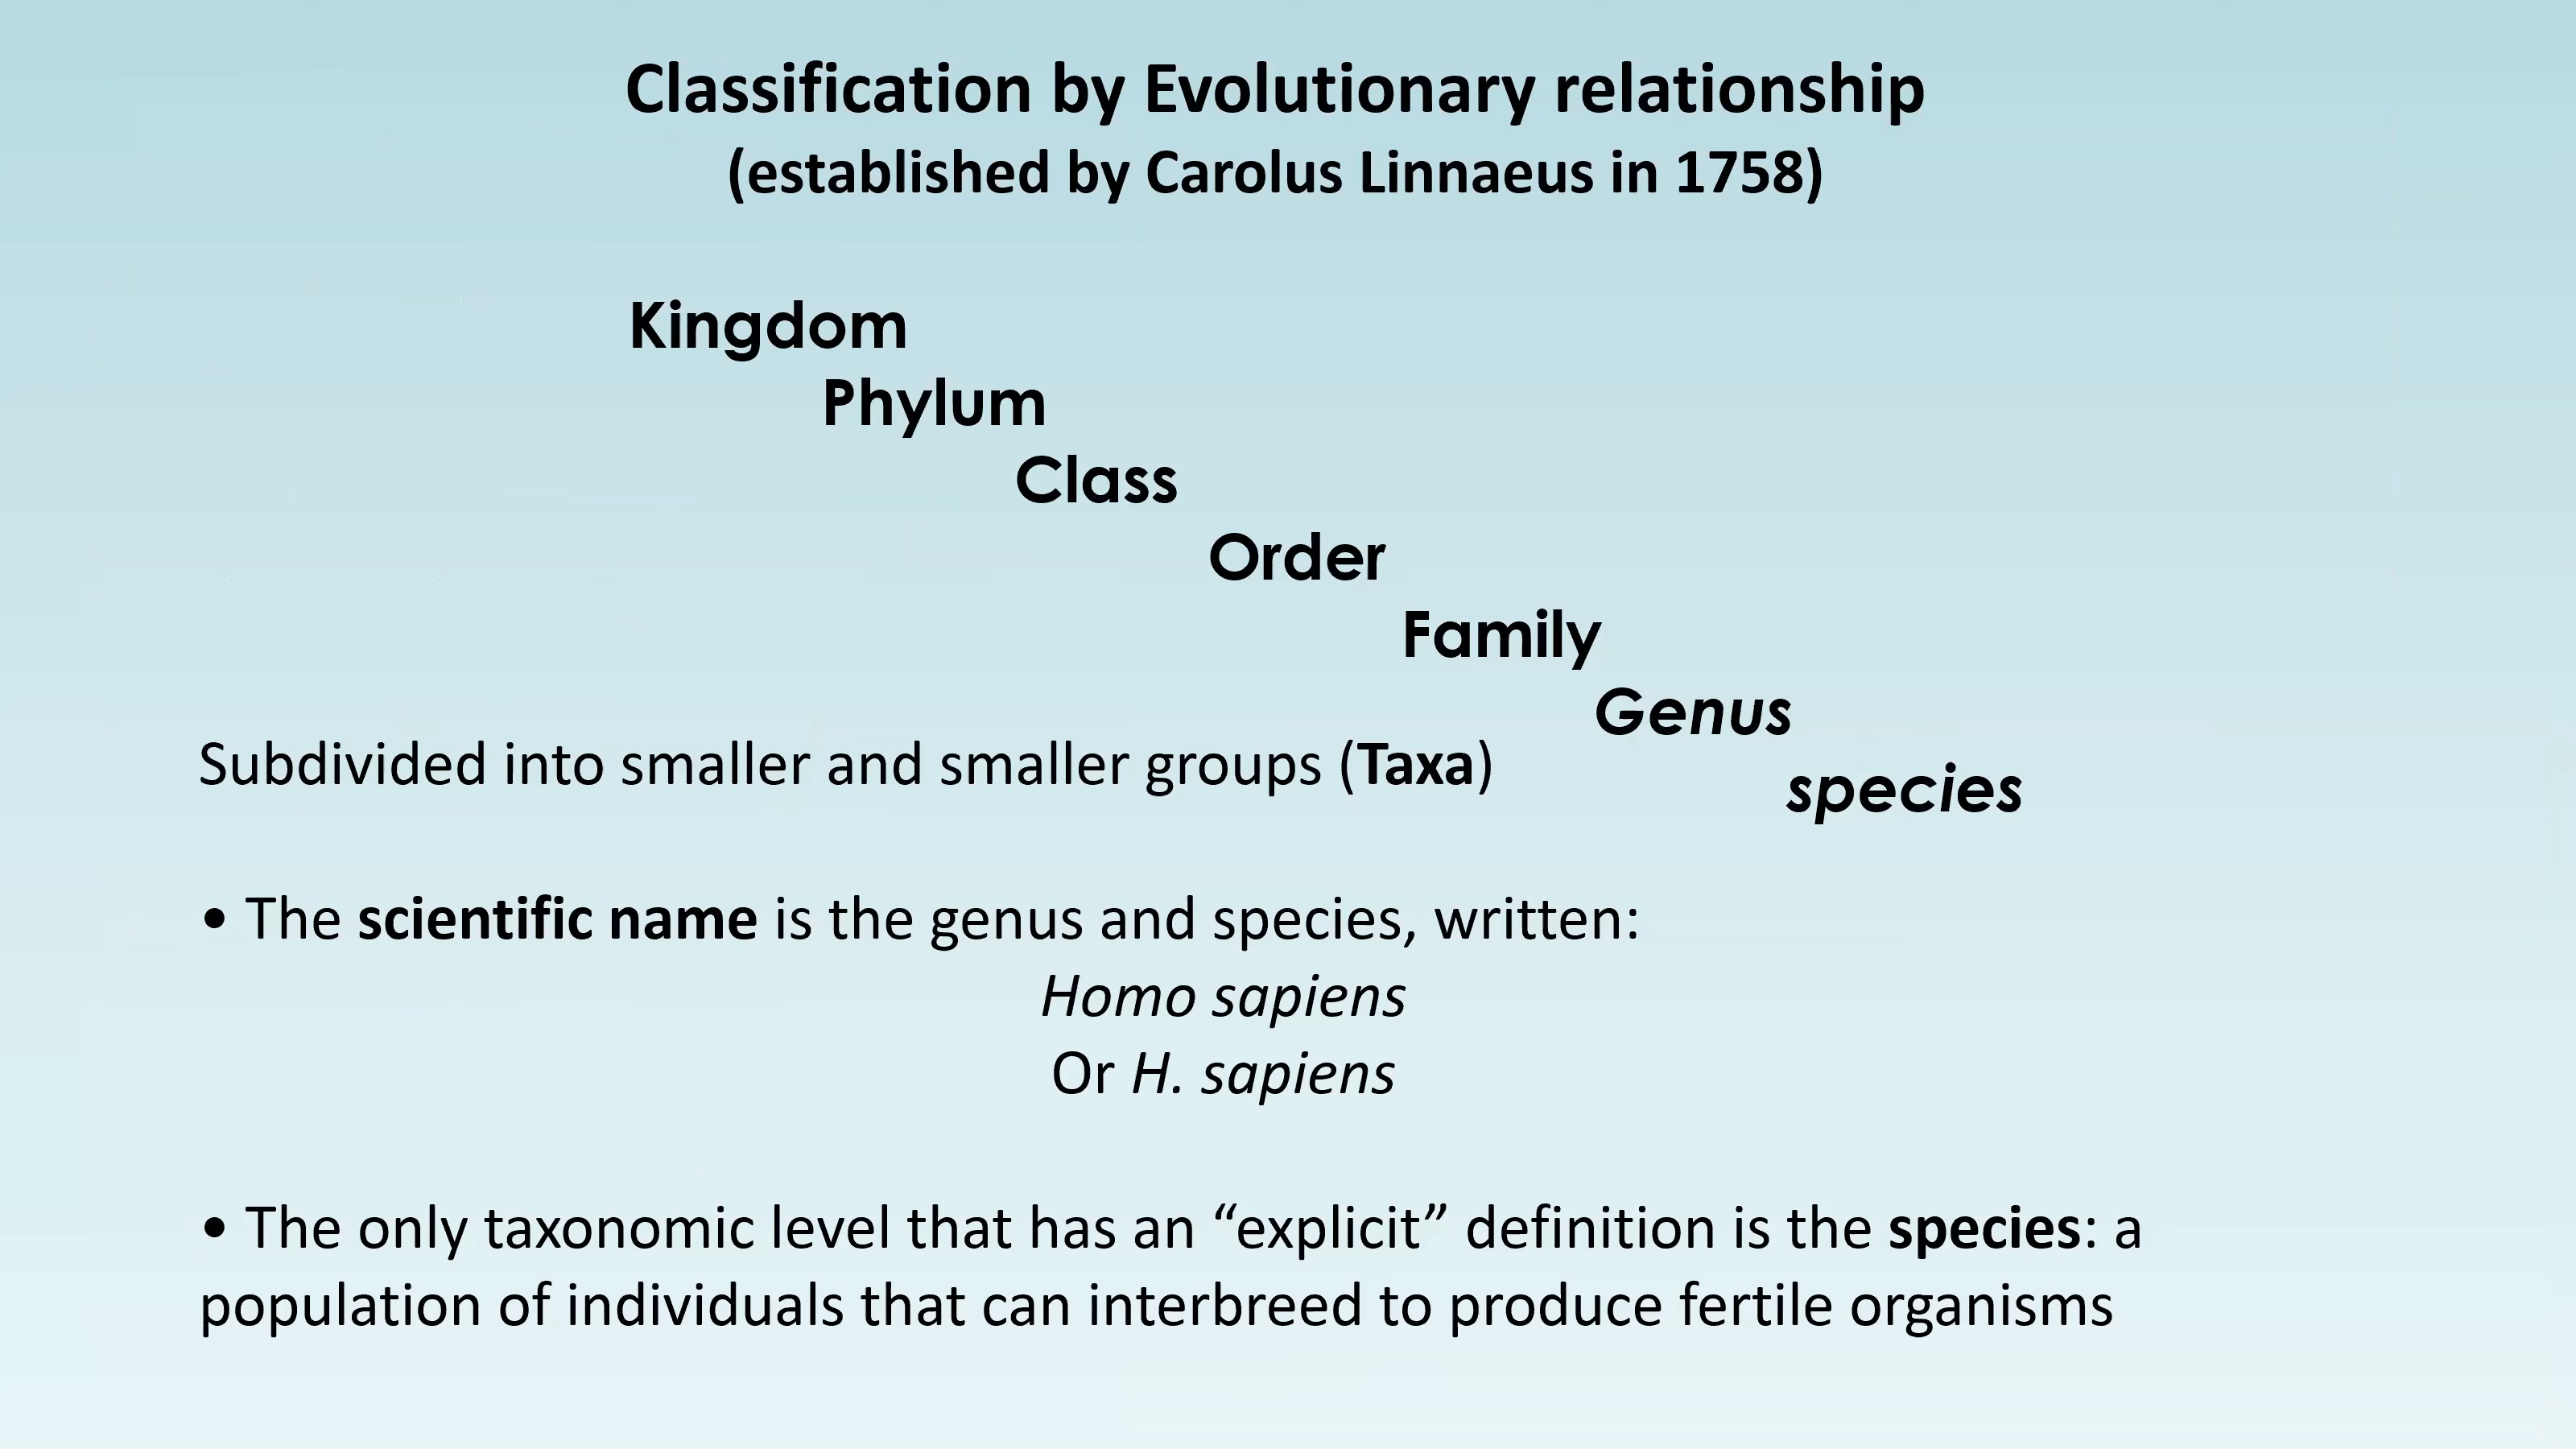 Classification by Evolutionary relationship
(established by Carolus Linnaeus in 1758)
Kingdom
Phylum
Class
Order
Family
Genus
Subdivided into smaller and smaller groups (Taxa)
species
• The scientific name is the genus and species, written:
Homo sapiens
Or H. sapiens
• The only taxonomic level that has an “explicit” definition is the species: a
population of individuals that can interbreed to produce fertile organisms